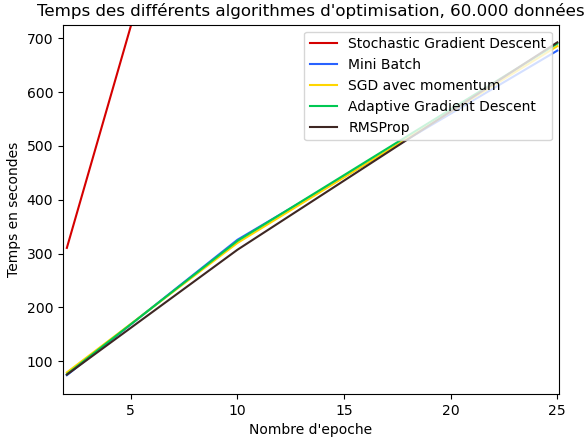 Temps des différents algorithmes d'optimisation, 60.000 données
Stochastic Gradient Descent
Mini Batch
SGD avec momentum
Adaptive Gradient Descent
RMSProp
Temps en secondes
700
600
500
400
300
200
100
5
10
15
20
25
Nombre d'epoche